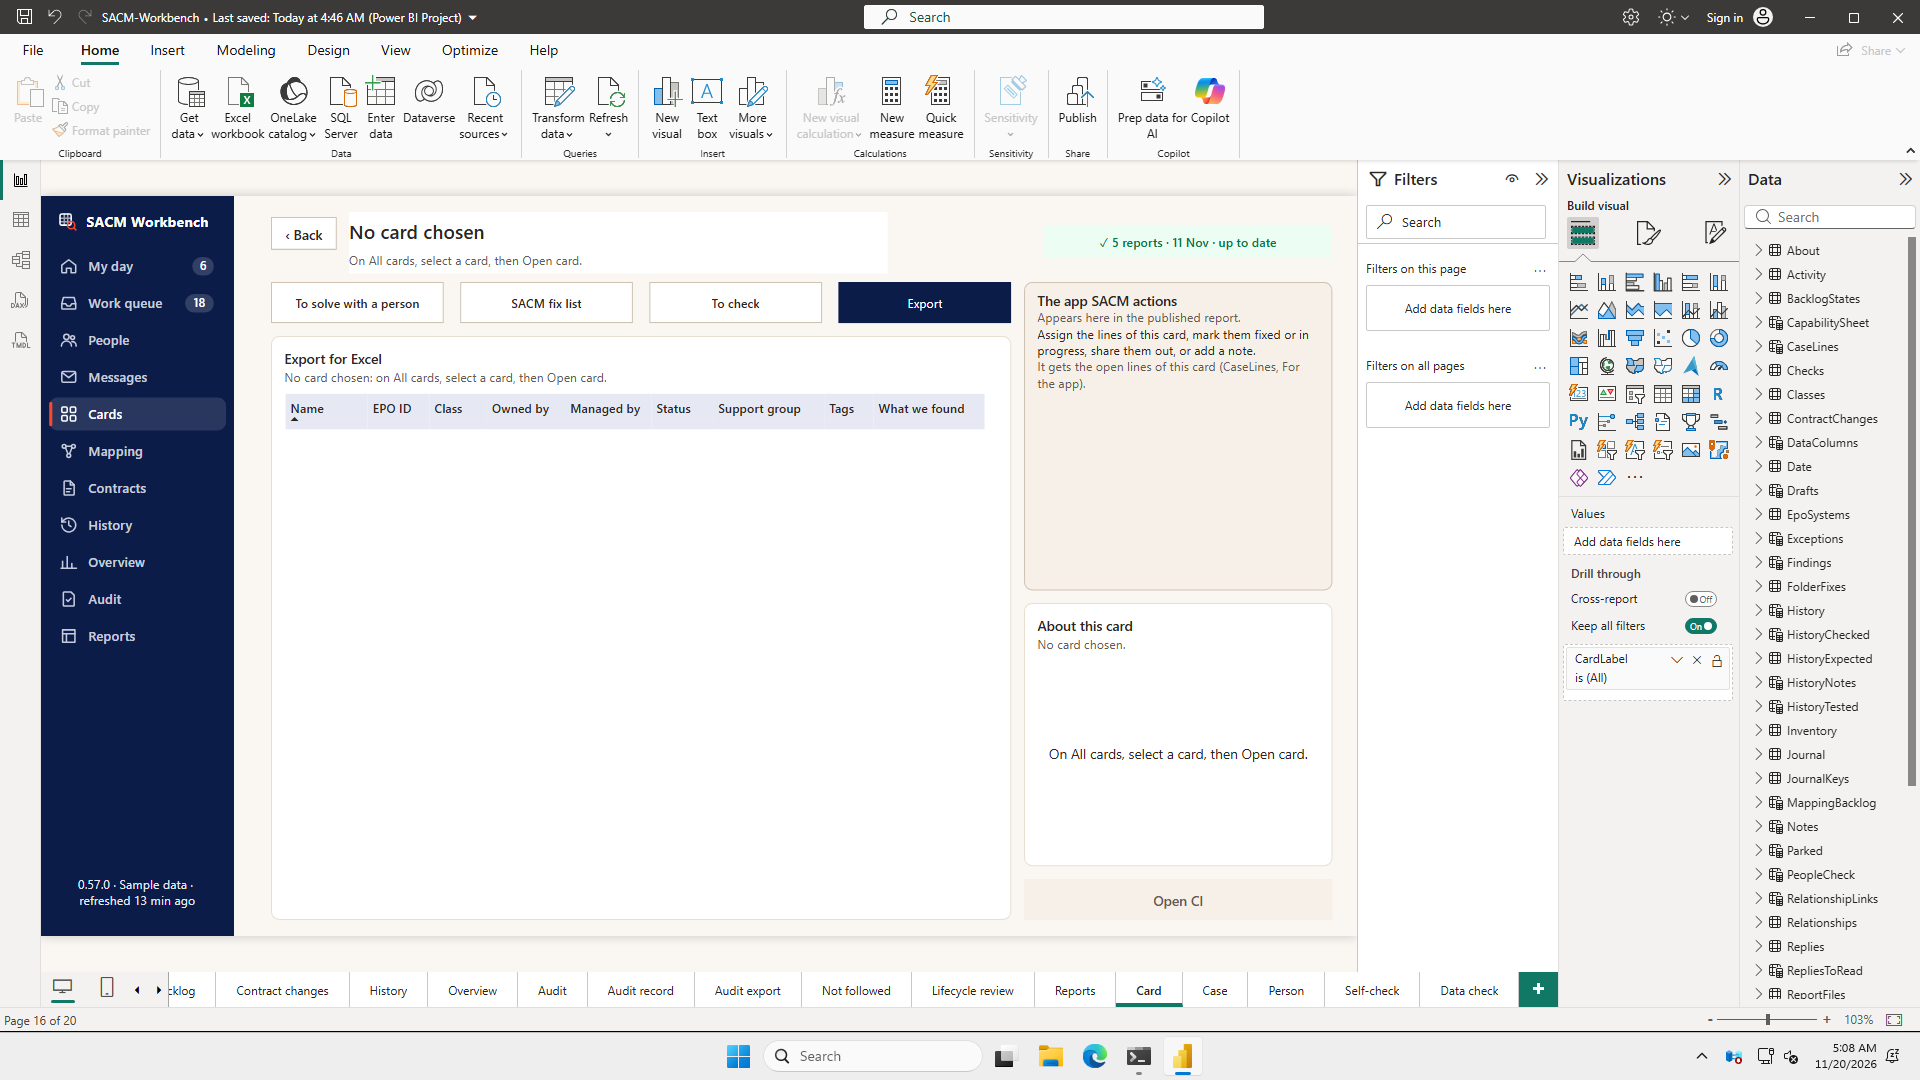 SACM-Workbench • Last saved: Today at 4:46 AM (Power BI Project)
Search
Sign in
File
Home
Insert
Modeling
Design
View
Optimize
Help
Share
Paste
Cut
Copy
Format painter
Clipboard
Get data
Excel workbook
OneLake catalog
SQL Server
Enter data
Dataverse
Recent sources
Data
Transform data
Refresh
Queries
New visual
Text box
More visuals
Insert
New visual calculation
New measure
Quick measure
Calculations
Sensitivity
Sensitivity
Publish
Share
Prep data for AI
Copilot
Copilot
SACM Workbench
My day 6
Work queue 18
People
Messages
Cards
Mapping
Contracts
History
Overview
Audit
Reports
0.57.0 · Sample data ·
refreshed 13 min ago
‹ Back
No card chosen
On All cards, select a card, then Open card.
✓ 5 reports · 11 Nov · up to date
To solve with a person
SACM fix list
To check
Export
Export for Excel
No card chosen: on All cards, select a card, then Open card.
Name EPO ID Class Owned by Managed by Status Support group Tags What we found
The app SACM actions
Appears here in the published report.
Assign the lines of this card, mark them fixed or in
progress, share them out, or add a note.
It gets the open lines of this card (CaseLines, For
the app).
About this card
No card chosen.
On All cards, select a card, then Open card.
Open CI
Filters
Search
Filters on this page ...
Add data fields here
Filters on all pages ...
Add data fields here
Visualizations
Build visual
R
Py
...
Values
Add data fields here
Drill through
Cross-report Off
Keep all filters On
CardLabel
is (All)
Data
Search
About
Activity
BacklogStates
CapabilitySheet
CaseLines
Checks
Classes
ContractChanges
DataColumns
Date
Drafts
EpoSystems
Exceptions
Findings
FolderFixes
History
HistoryChecked
HistoryExpected
HistoryNotes
HistoryTested
Inventory
Journal
JournalKeys
MappingBacklog
Notes
Parked
PeopleCheck
RelationshipLinks
Relationships
Replies
RepliesToRead
ReportFiles
cklog
Contract changes
History
Overview
Audit
Audit record
Audit export
Not followed
Lifecycle review
Reports
Card
Case
Person
Self-check
Data check
+
Page 16 of 20
- + 103%
Search
5:08 AM
11/20/2026